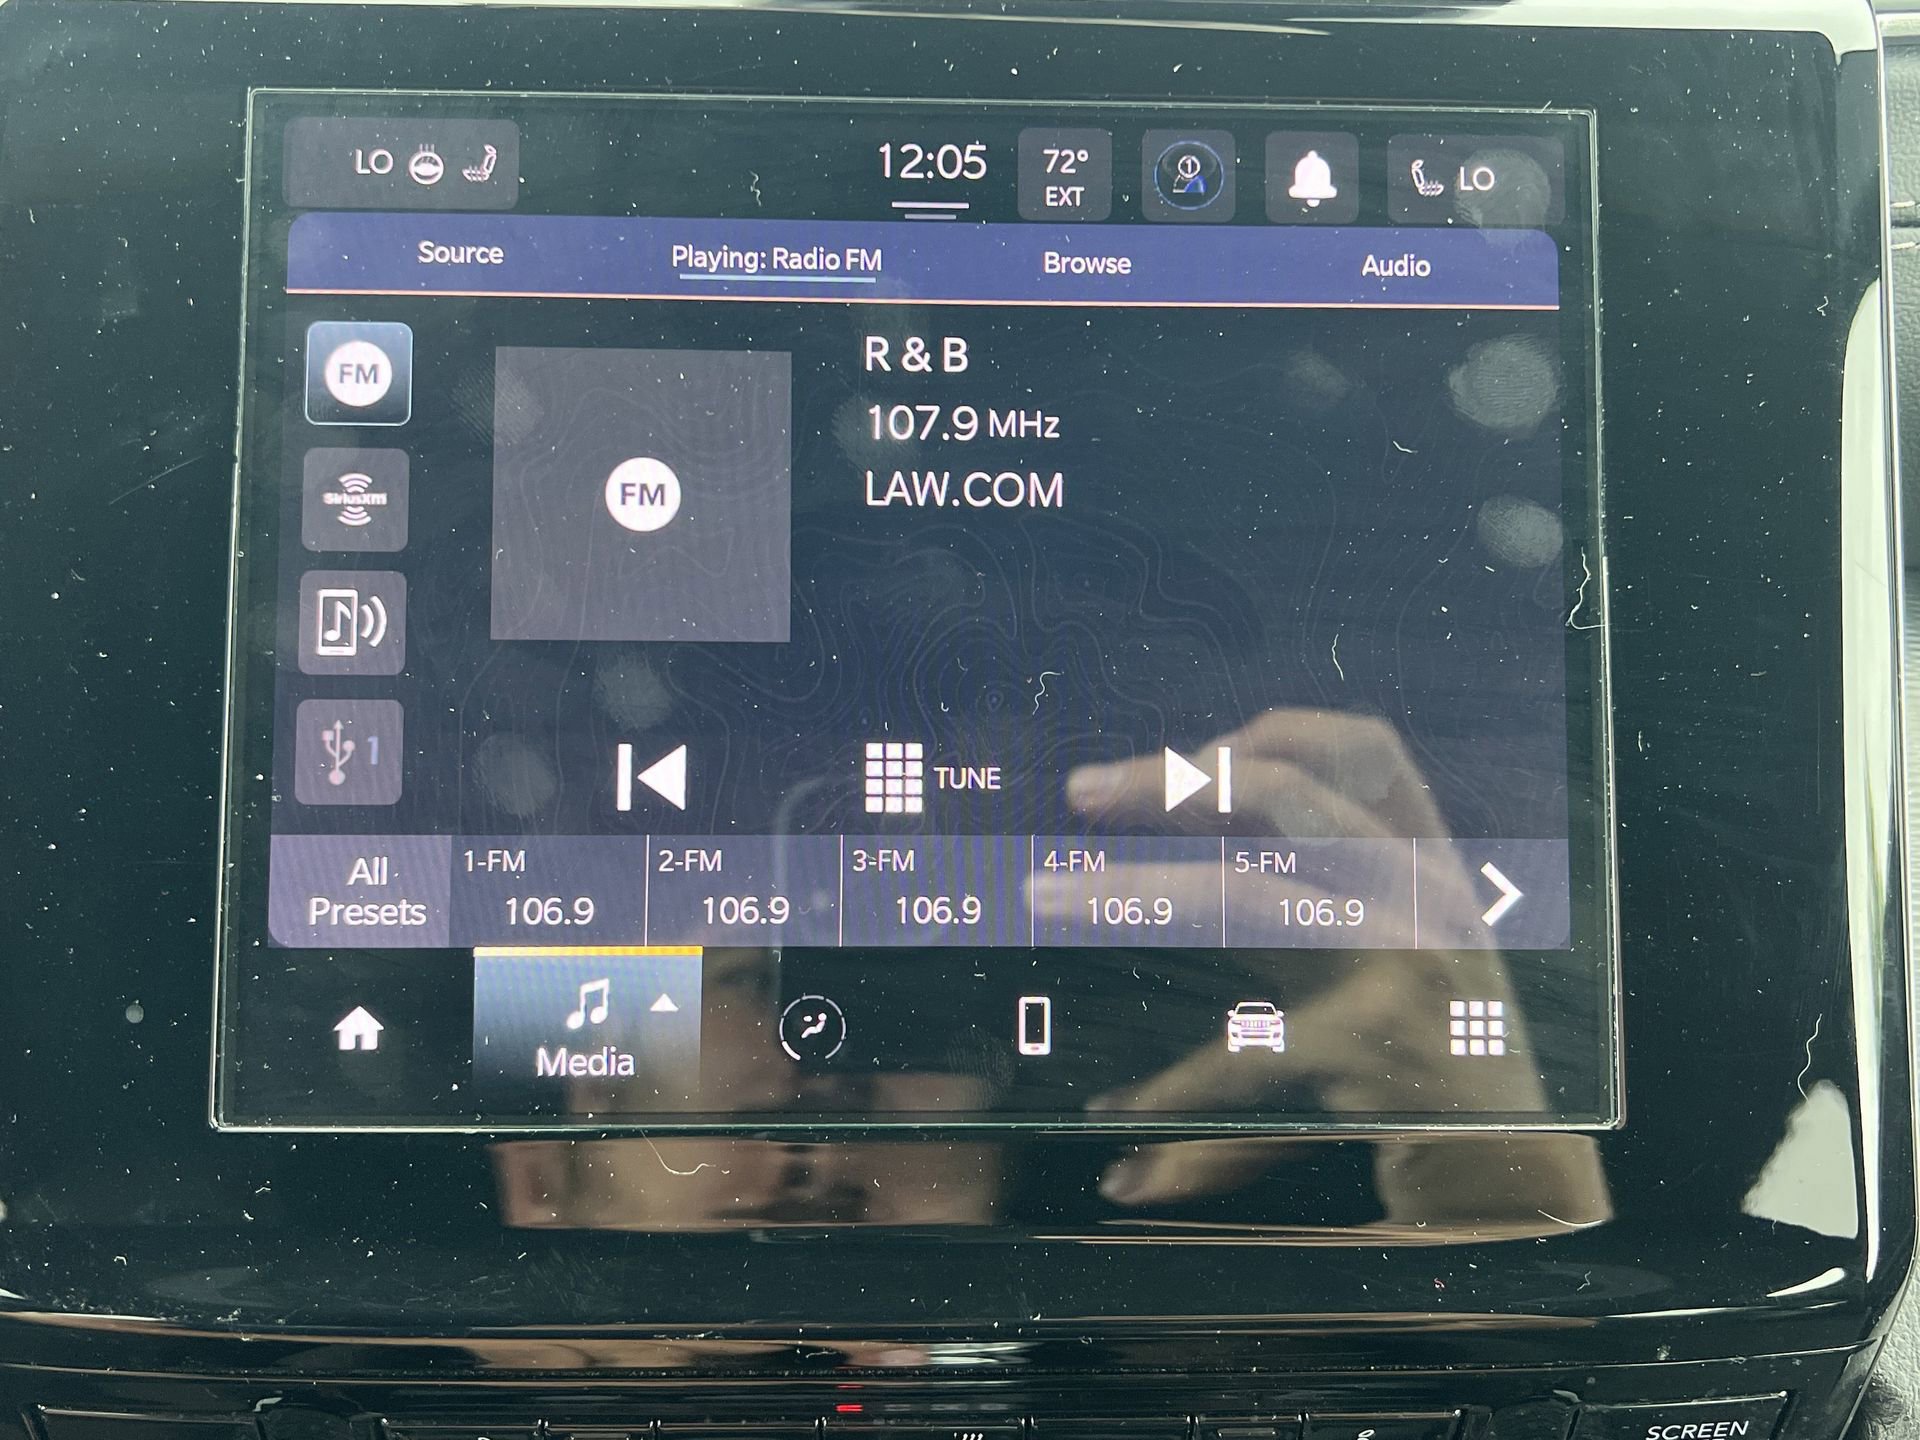 LO
12:05
72°
EXT
1
LO
Source
Playing: Radio FM
Browse
Audio
FM
SiriusXM
1
FM
R & B
107.9 MHz
LAW.COM
TUNE
All
Presets
1-FM
106.9
2-FM
106.9
3-FM
106.9
4-FM
106.9
5-FM
106.9
Media
SCREEN